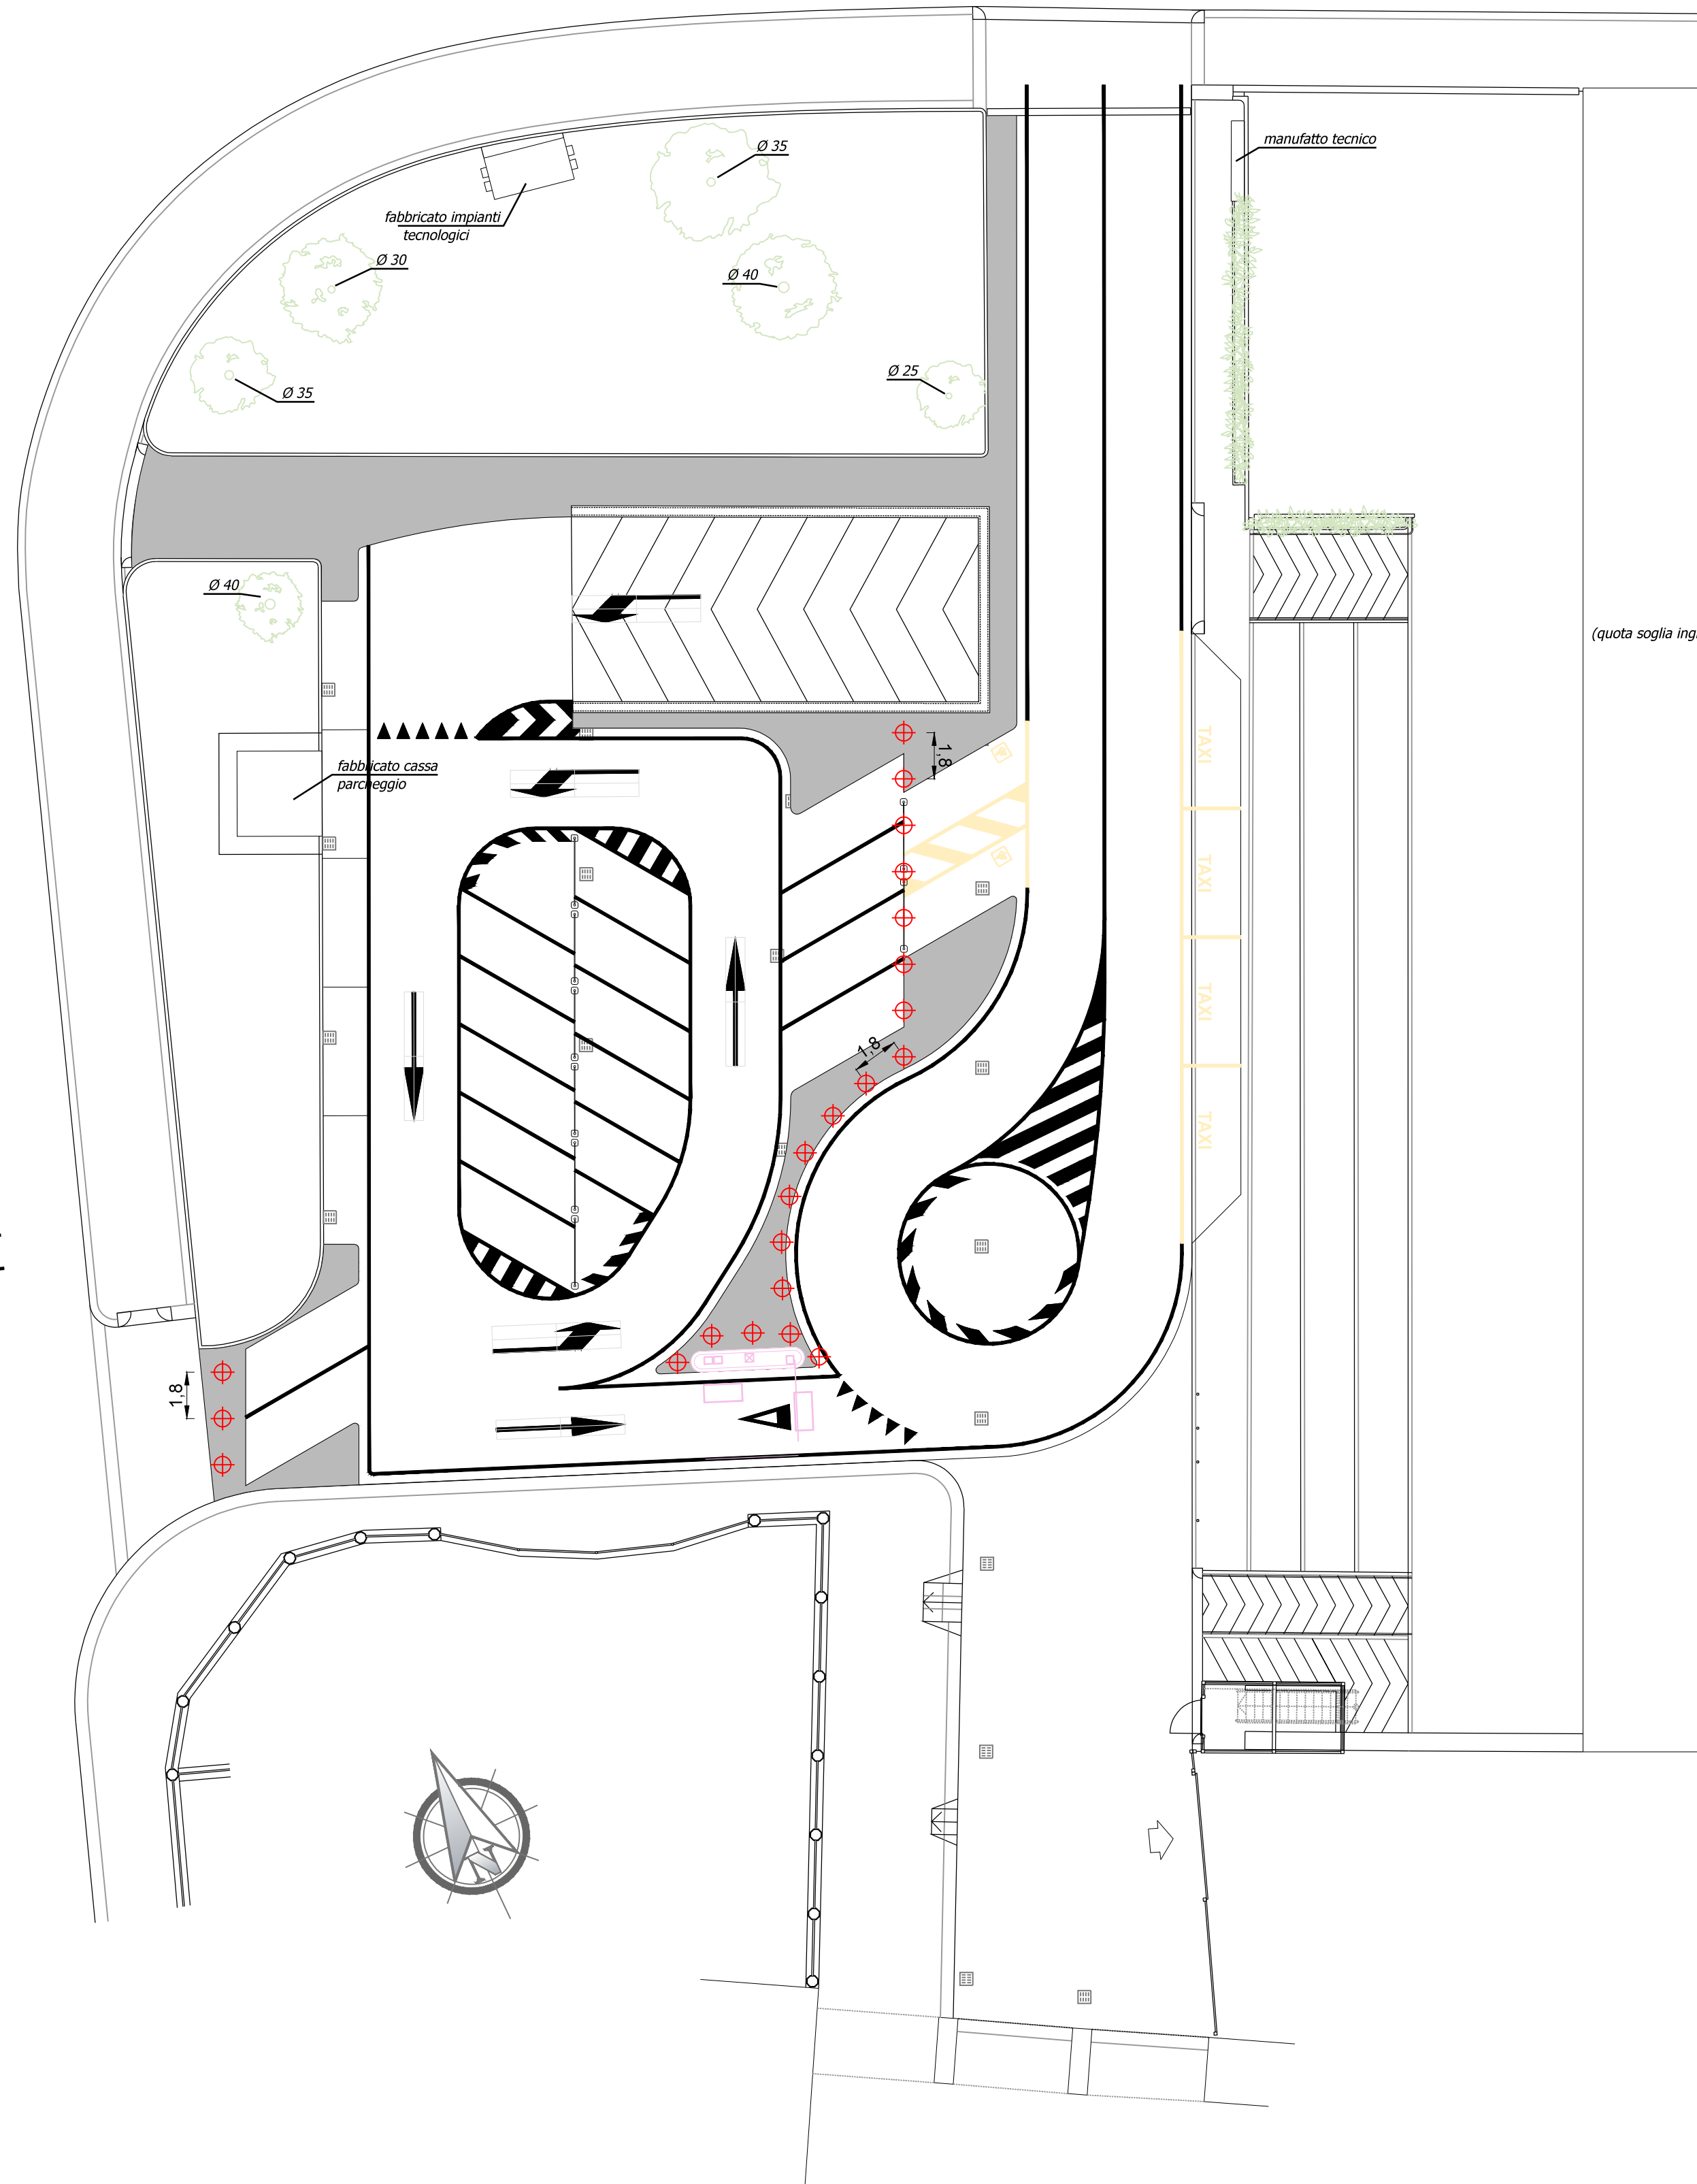 manufatto tecnico
Ø 35
fabbricato impianti
tecnologici
Ø 30
Ø 40
Ø 35
Ø 25
Ø 40
(quota soglia
TAXI
1,8
fabbricato cassa
parcheggio
TAXI
TAXI
1,8
TAXI
1,8
N